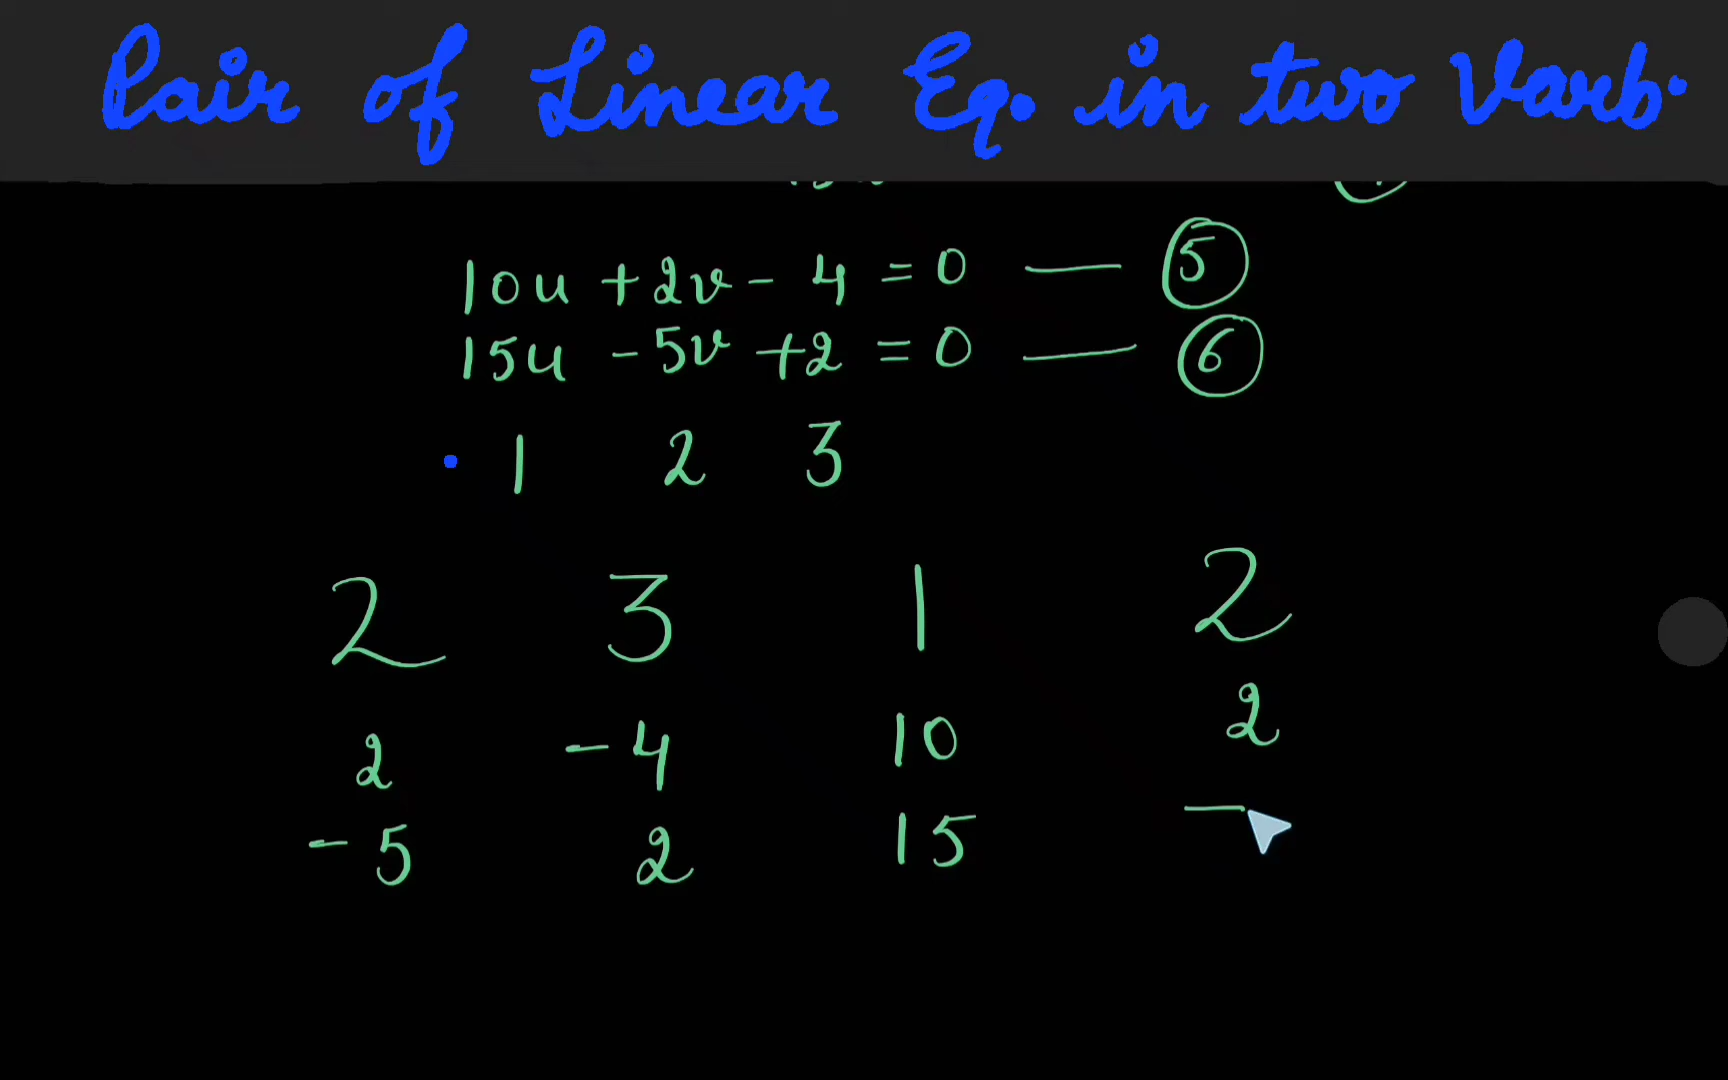 Pair of Linear Eq. in two Varb.
10u + 2v - 4 = 0 — 5
15u - 5v + 2 = 0 — 6
1 2 3
2 3 1 2
2 -4 10 2
-5 2 15 -